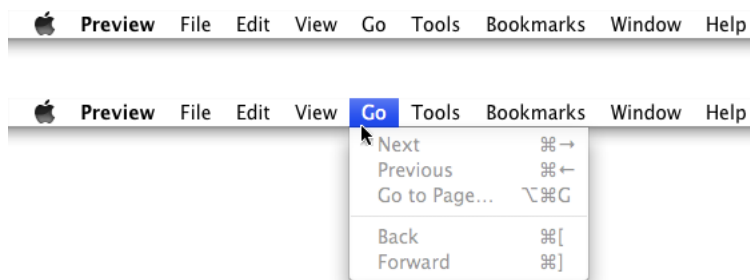 Preview File Edit View Go Tools Bookmarks Window Help
Preview File Edit View Go Tools Bookmarks Window Help
Next ⌘→
Previous ⌘←
Go to Page... ⌥⌘G
Back ⌘[
Forward ⌘]